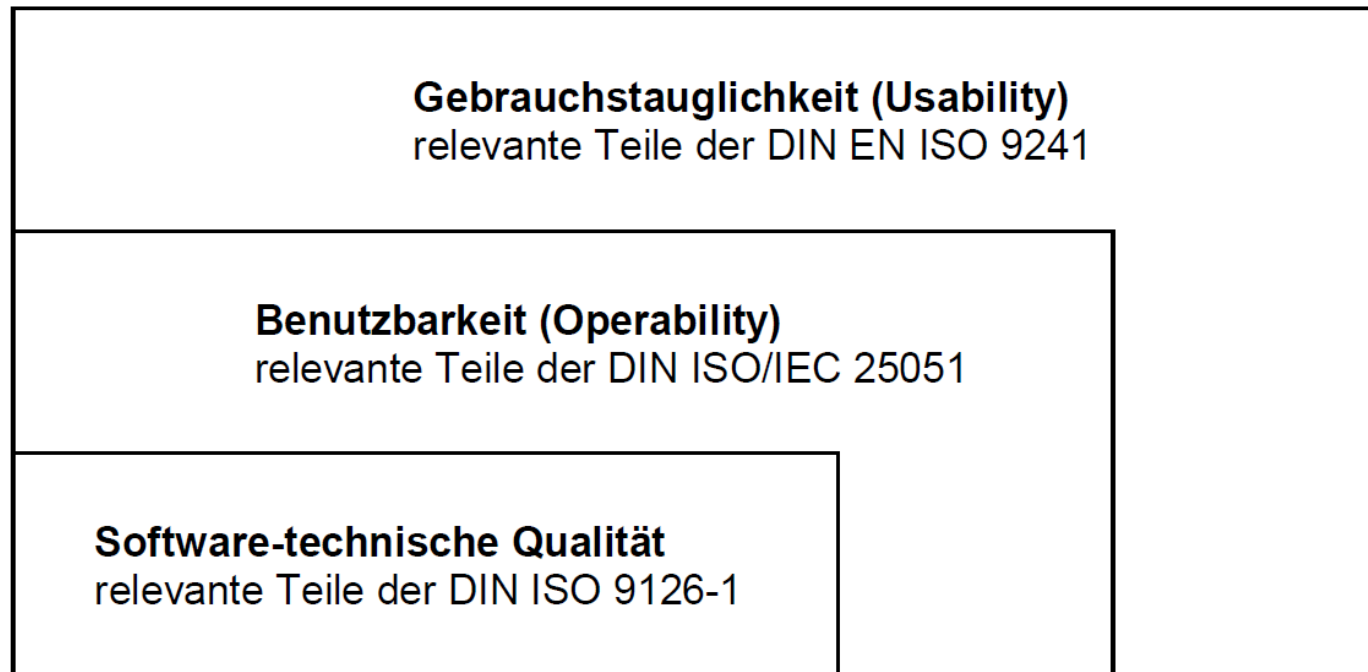 Gebrauchstauglichkeit (Usability)
relevante Teile der DIN EN ISO 9241
Benutzbarkeit (Operability)
relevante Teile der DIN ISO/IEC 25051
Software-technische Qualität
relevante Teile der DIN ISO 9126-1